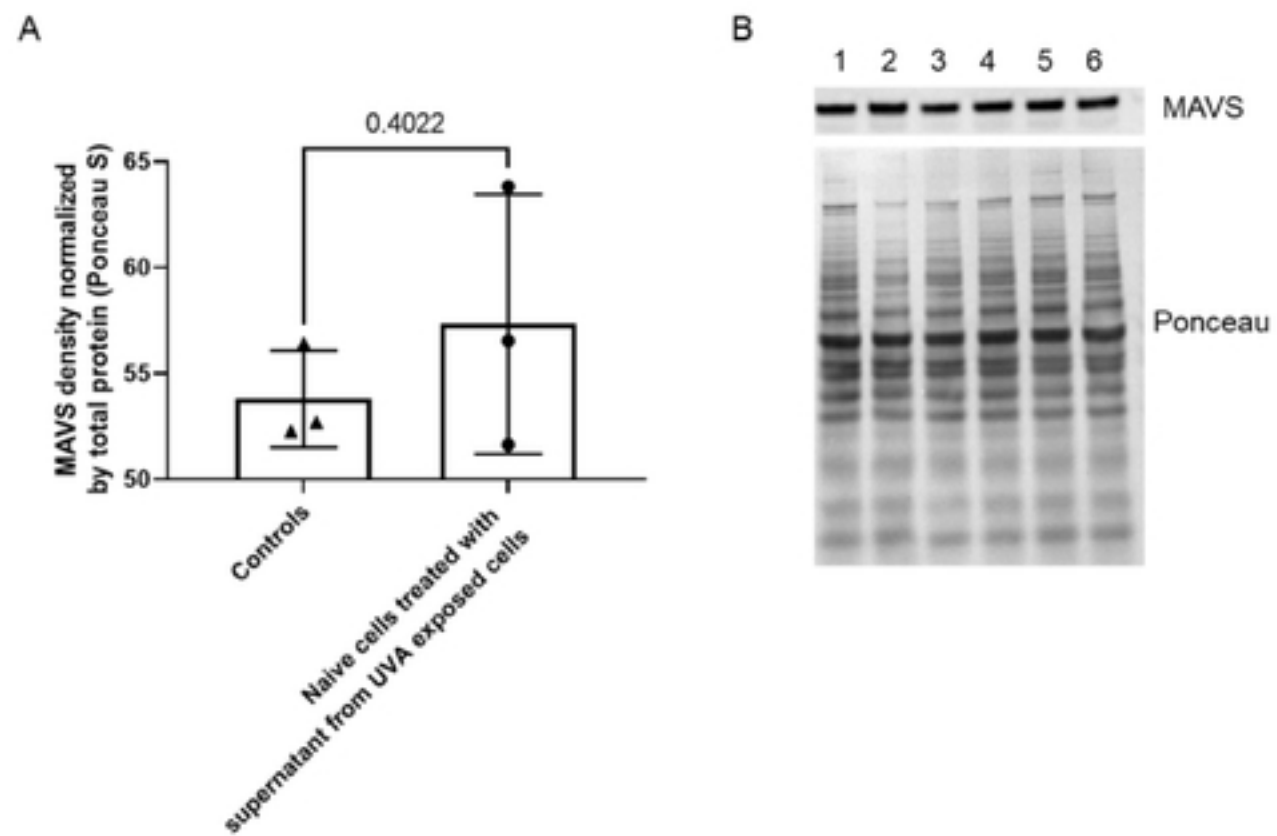 A
0.4022
MAVS density normalized
by total protein (Ponceau S)
65
60
55
50
Controls
Naive cells treated with
supernatant from UVA exposed cells
B
1 2 3 4 5 6
MAVS
Ponceau